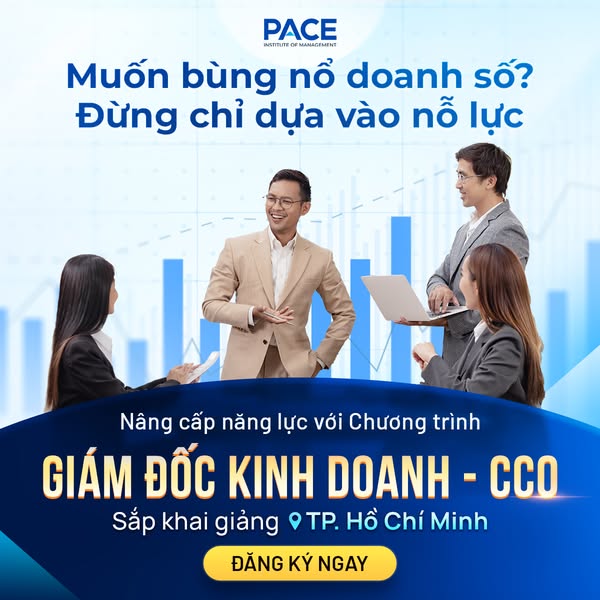 PACE
INSTITUTE OF MANAGEMENT
Muốn bùng nổ doanh số?
Đừng chỉ dựa vào nỗ lực
Nâng cấp năng lực với Chương trình
GIÁM ĐỐC KINH DOANH - CCO
Sắp khai giảng TP. Hồ Chí Minh
ĐĂNG KÝ NGAY